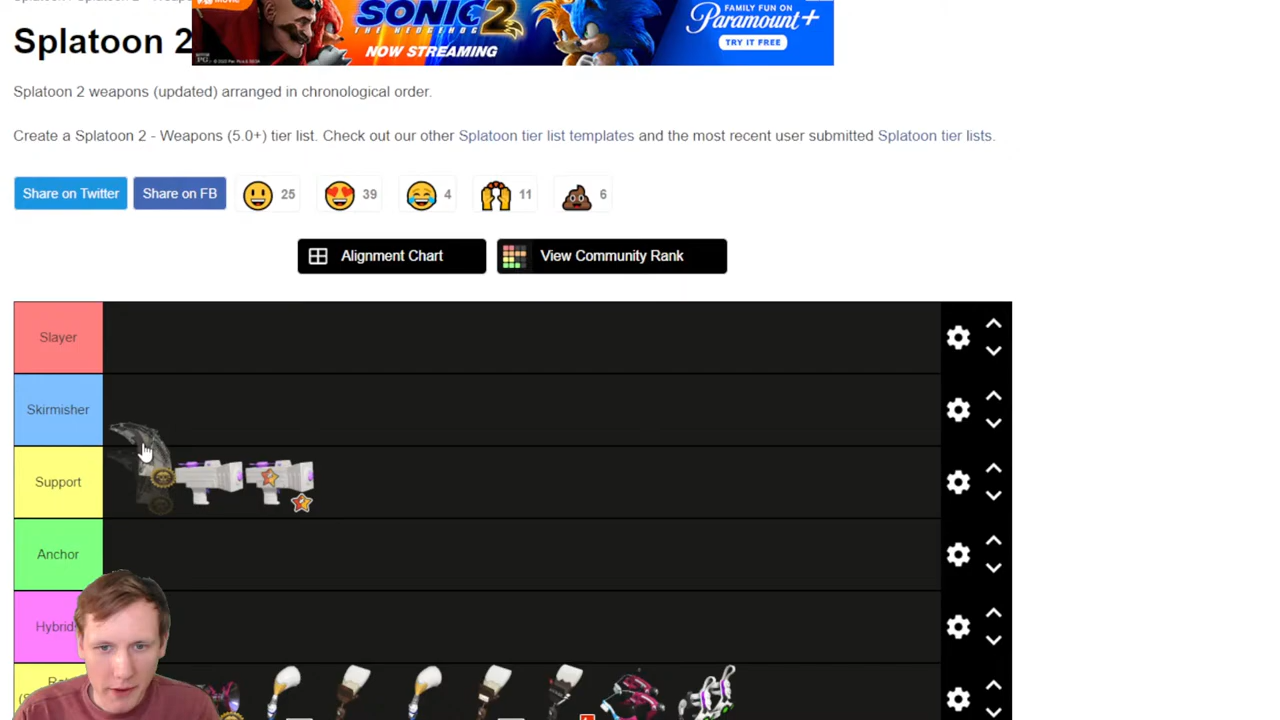 Splatoon 2
SONIC
THE HEDGEHOG 2
NOW STREAMING
FAMILY FUN ON
Paramount+
TRY IT FREE
Splatoon 2 weapons (updated) arranged in chronological order.
Create a Splatoon 2 - Weapons (5.0+) tier list. Check out our other Splatoon tier list templates and the most recent user submitted Splatoon tier lists.
Share on Twitter
Share on FB
25
39
4
11
6
Alignment Chart
View Community Rank
Slayer
Skirmisher
Support
Anchor
Hybrid